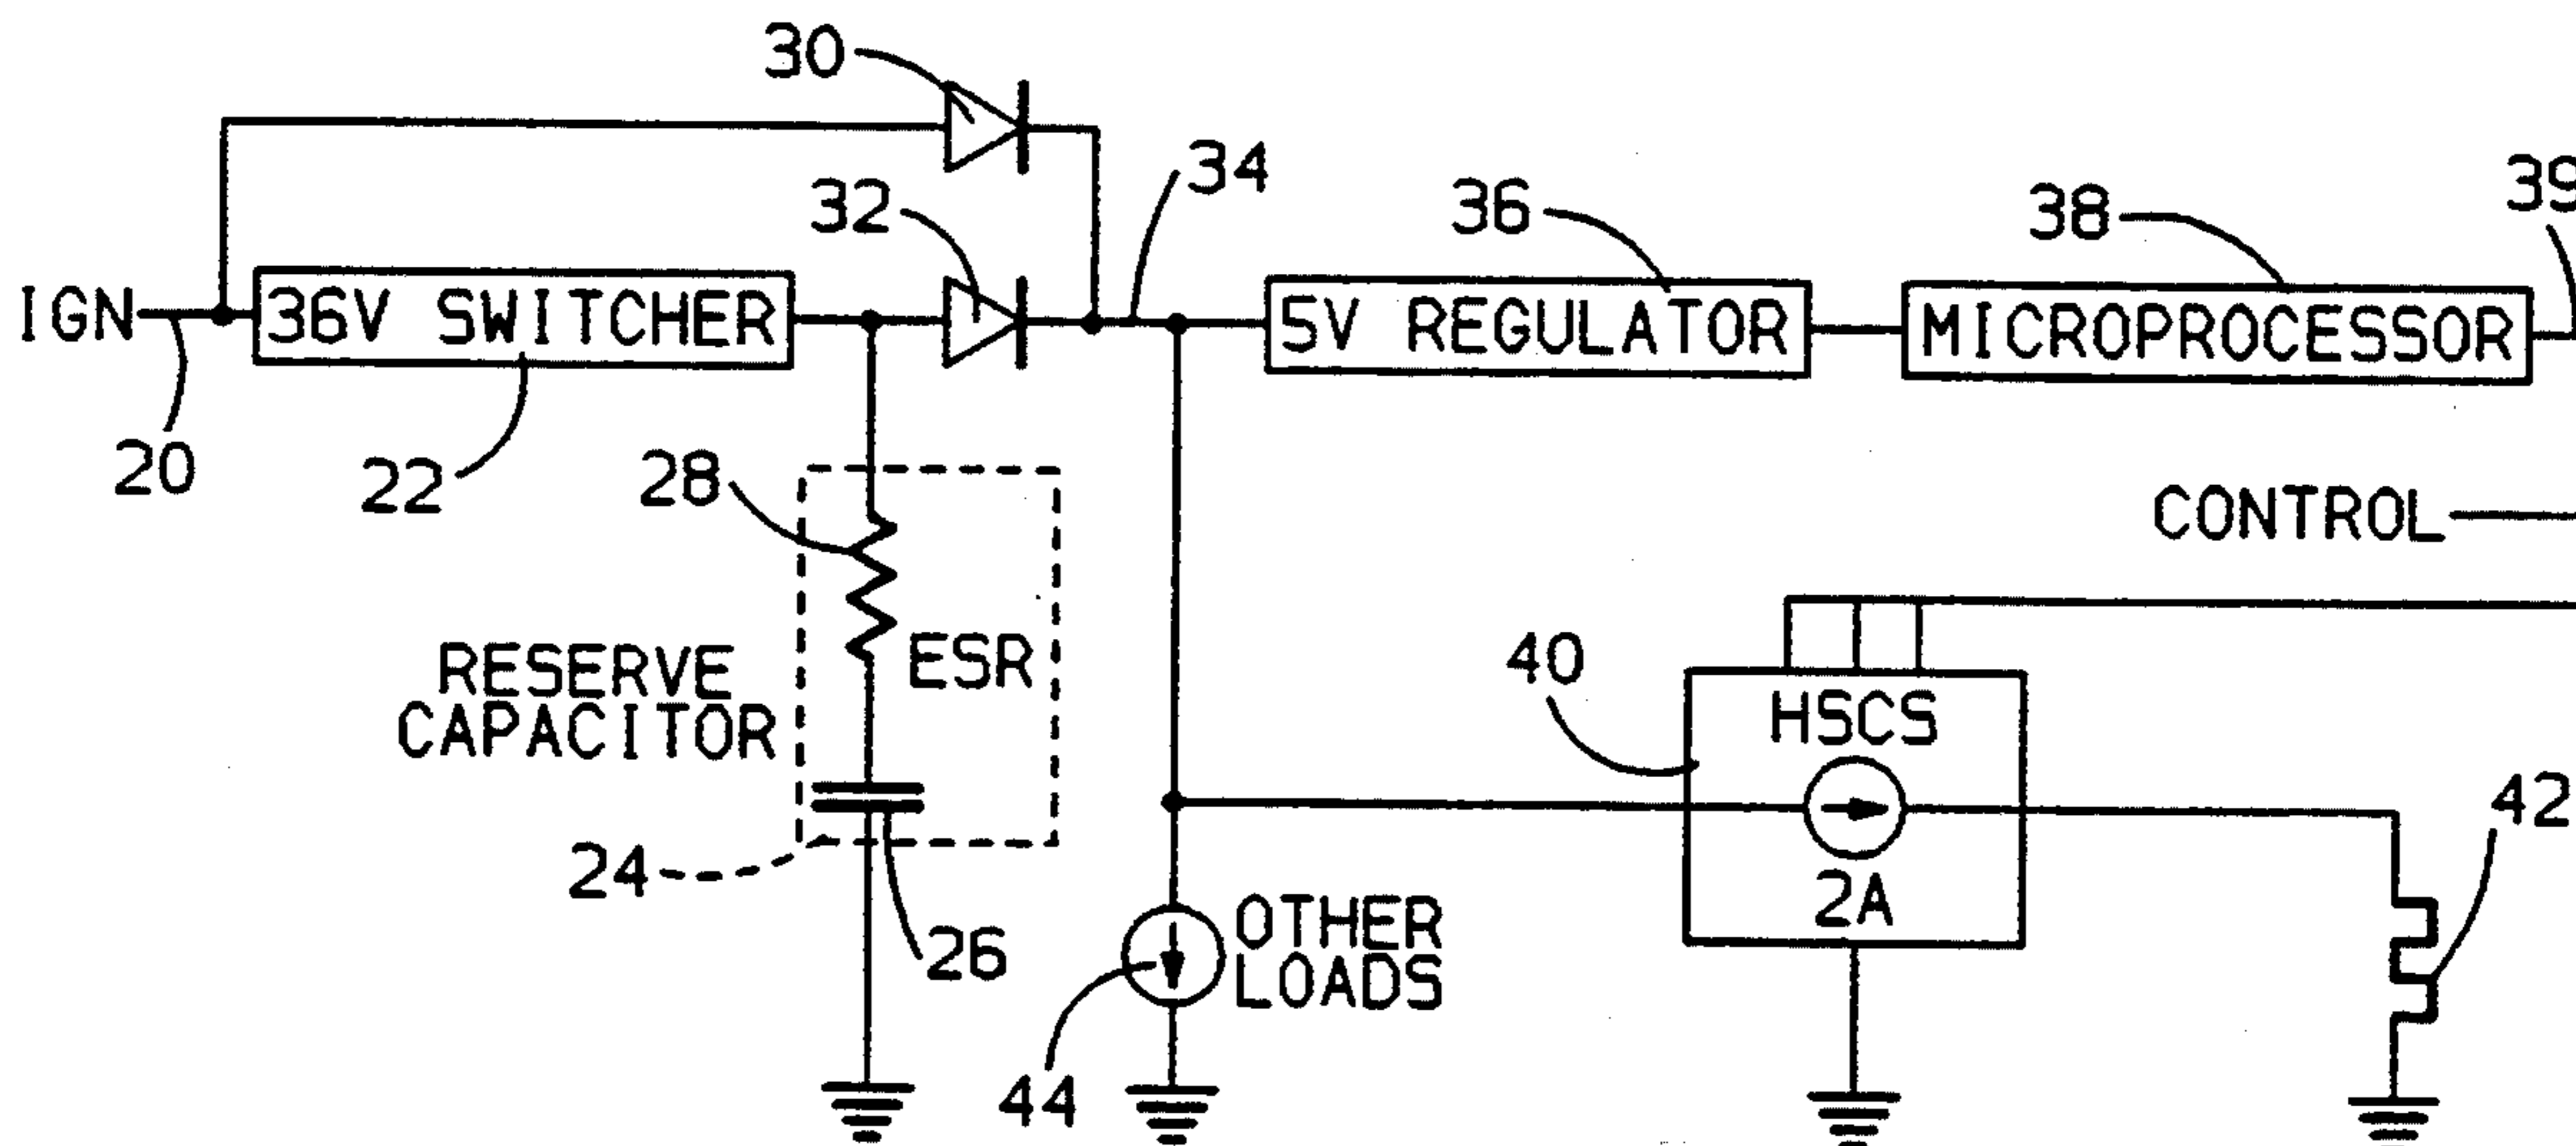 30
32
34
36
38
39
IGN
36V SWITCHER
5V REGULATOR
MICROPROCESSOR
20
22
28
CONTROL
ESR
RESERVE
CAPACITOR
40
HSCS
2A
42
24
26
OTHER
LOADS
44